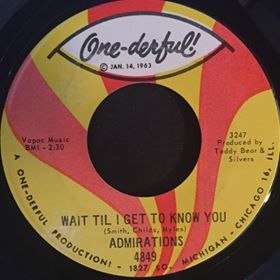 One-derful!
© JAN. 14, 1963
Vapac Music
BMI - 2:30
3247
Produced by
Teddy Bear &
Silvers
WAIT TIL I GET TO KNOW YOU
(Smith, Childs, Myles)
ADMIRATIONS
4849
A ONE-DERFUL PRODUCTION! 1827 SO. MICHIGAN - CHICAGO 16, ILL.